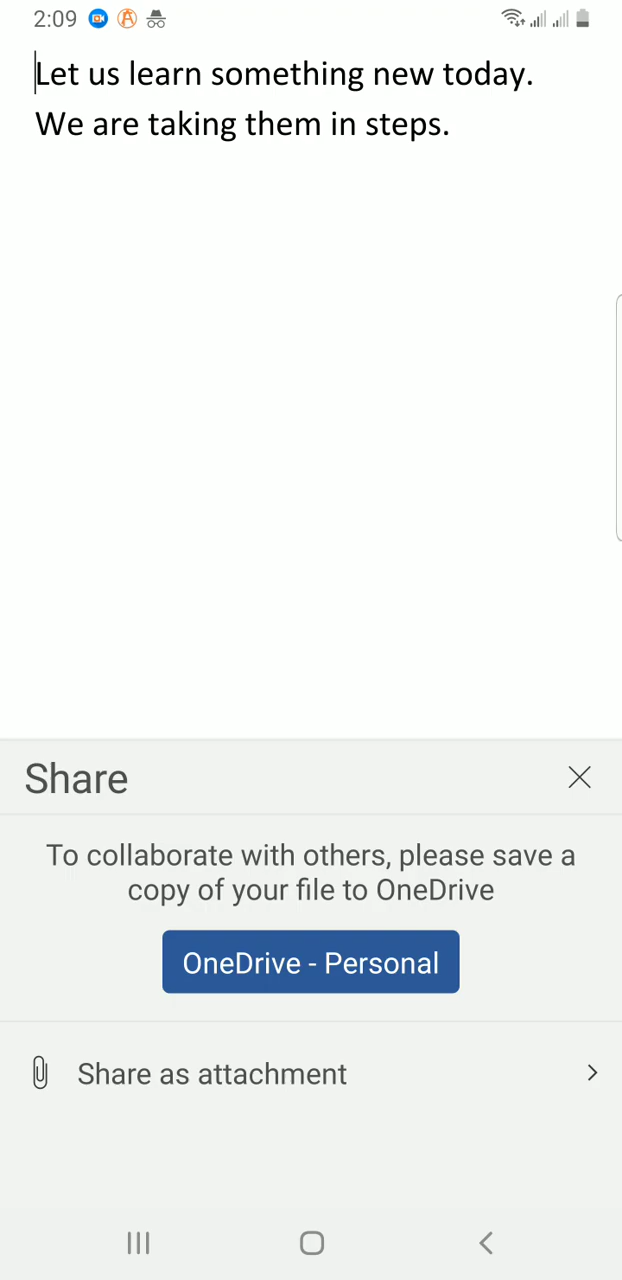 2:09
Let us learn something new today.
We are taking them in steps.
Share
To collaborate with others, please save a
copy of your file to OneDrive
OneDrive - Personal
Share as attachment